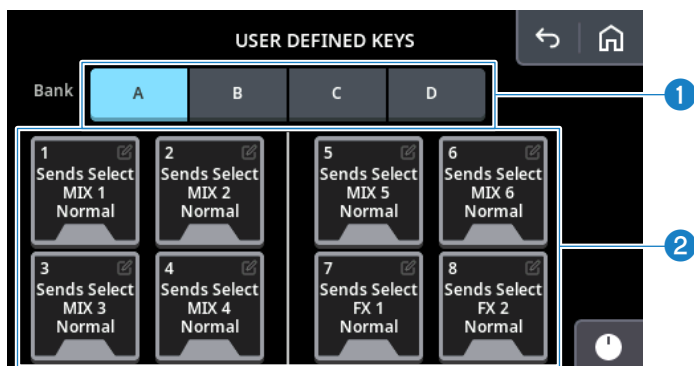 USER DEFINED KEYS
Bank
A
B
C
D
1
1
Sends Select
MIX 1
Normal
2
Sends Select
MIX 2
Normal
5
Sends Select
MIX 5
Normal
6
Sends Select
MIX 6
Normal
2
3
Sends Select
MIX 3
Normal
4
Sends Select
MIX 4
Normal
7
Sends Select
FX 1
Normal
8
Sends Select
FX 2
Normal